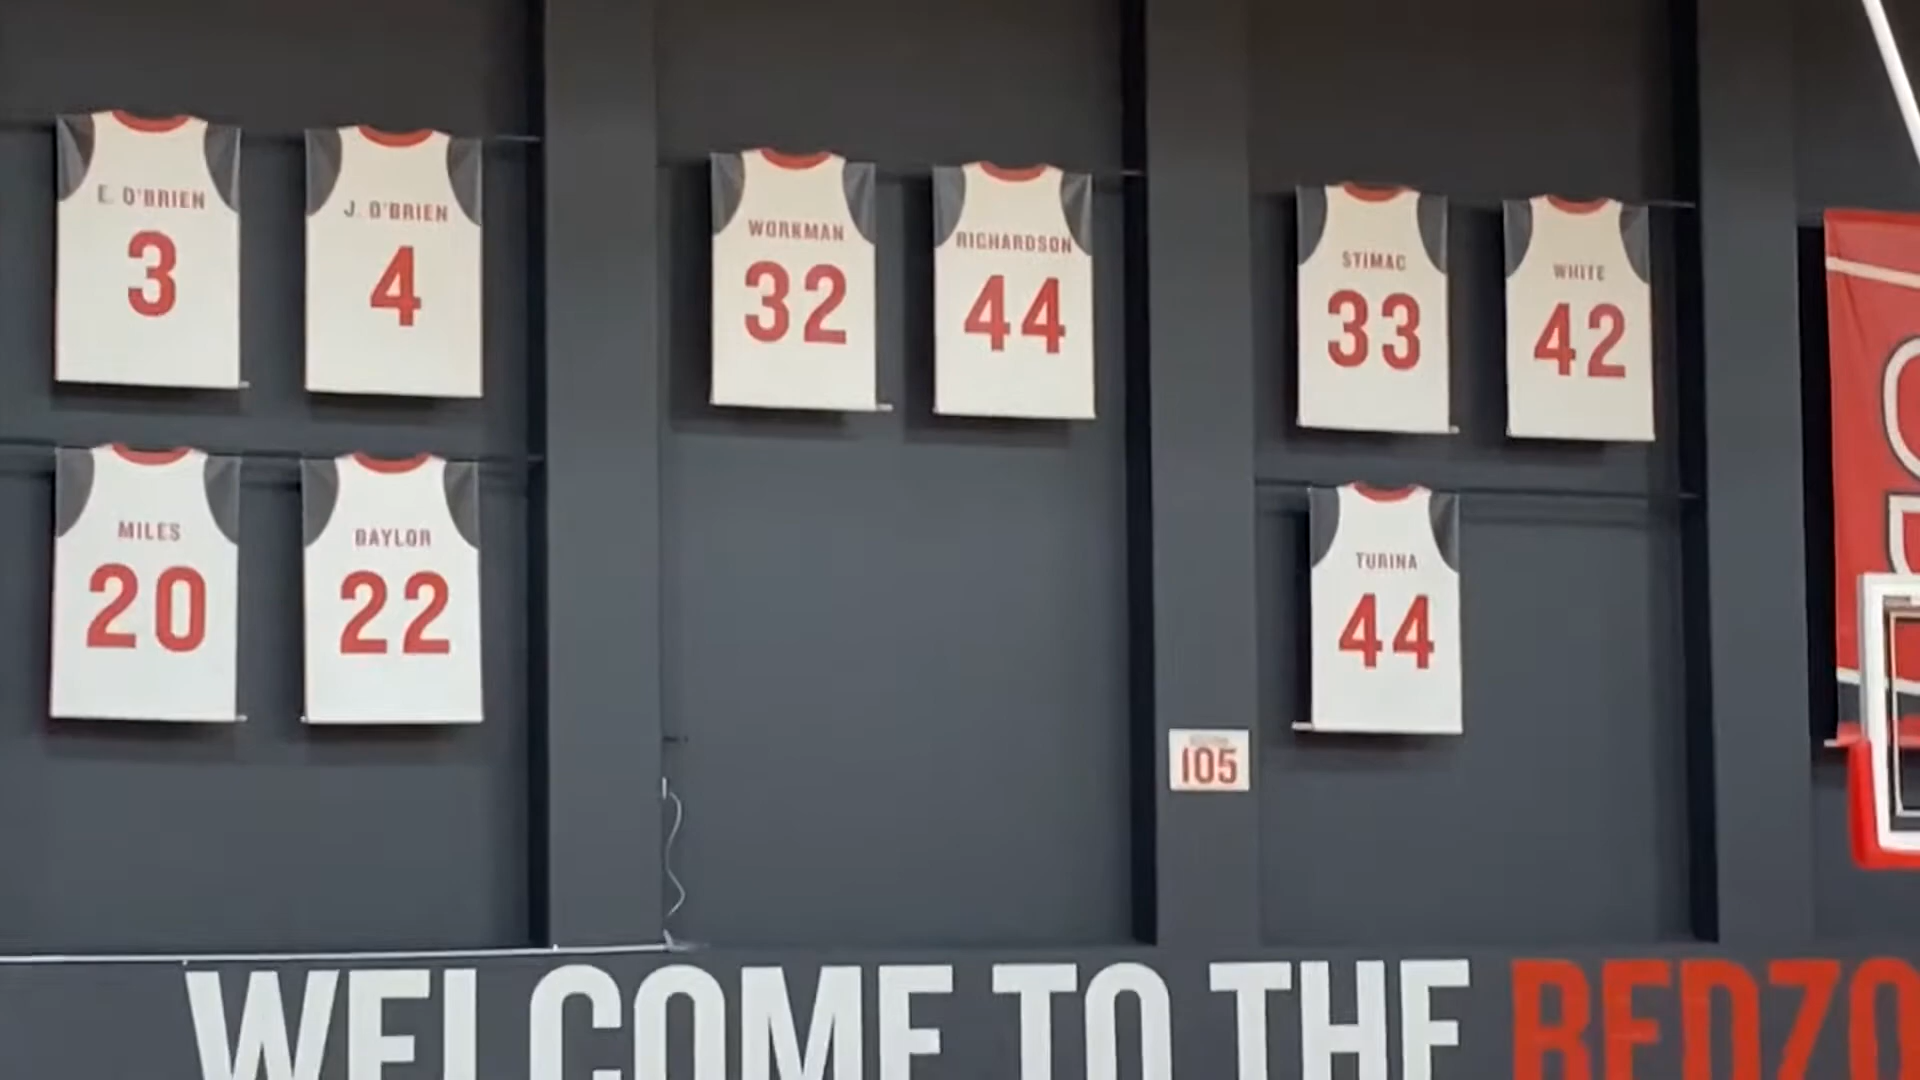 E. O'BRIEN
3
J. O'BRIEN
4
WORKMAN
32
RICHARDSON
44
STIMAC
33
WHITE
42
MILES
20
BAYLOR
22
TURINA
44
105
WELCOME TO THE REDZO